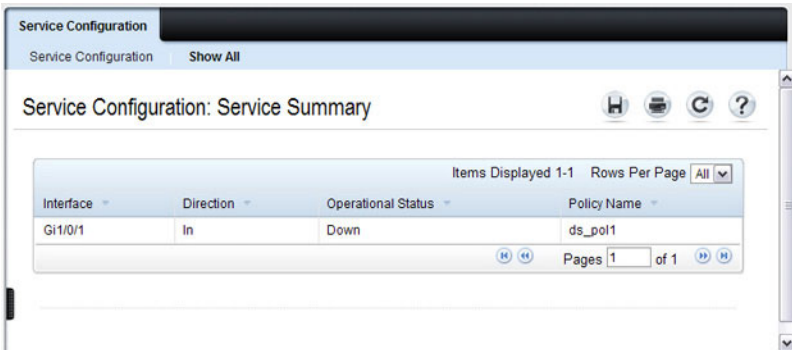 Service Configuration
Service Configuration Show All
Service Configuration: Service Summary
Items Displayed 1-1 Rows Per Page All
Interface Direction Operational Status Policy Name
Gi1/0/1 In Down ds_pol1
Pages 1 of 1